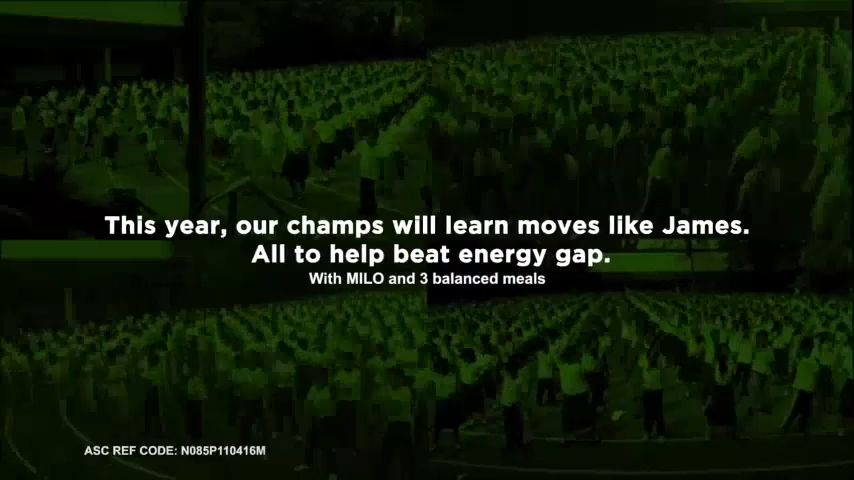 This year, our champs will learn moves like James.
All to help beat energy gap.
With MILO and 3 balanced meals
ASC REF CODE: N085P110416M